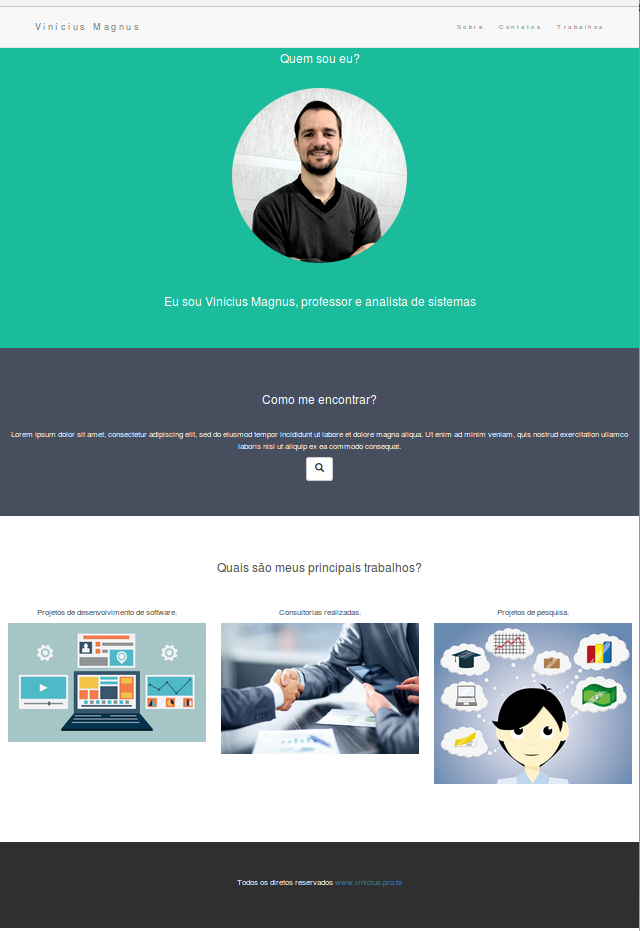 Vinícius Magnus
Sobre Contatos Trabalhos
Quem sou eu?
Eu sou Vinícius Magnus, professor e analista de sistemas
Como me encontrar?
Lorem ipsum dolor sit amet, consectetur adipiscing elit, sed do eiusmod tempor incididunt ut labore et dolore magna aliqua. Ut enim ad minim veniam, quis nostrud exercitation ullamco
laboris nisi ut aliquip ex ea commodo consequat.
Quais são meus principais trabalhos?
Projetos de desenvolvimento de software.
Consultorias realizadas.
Projetos de pesquisa.
Todos os diretos reservados www.vinicius.pro.br